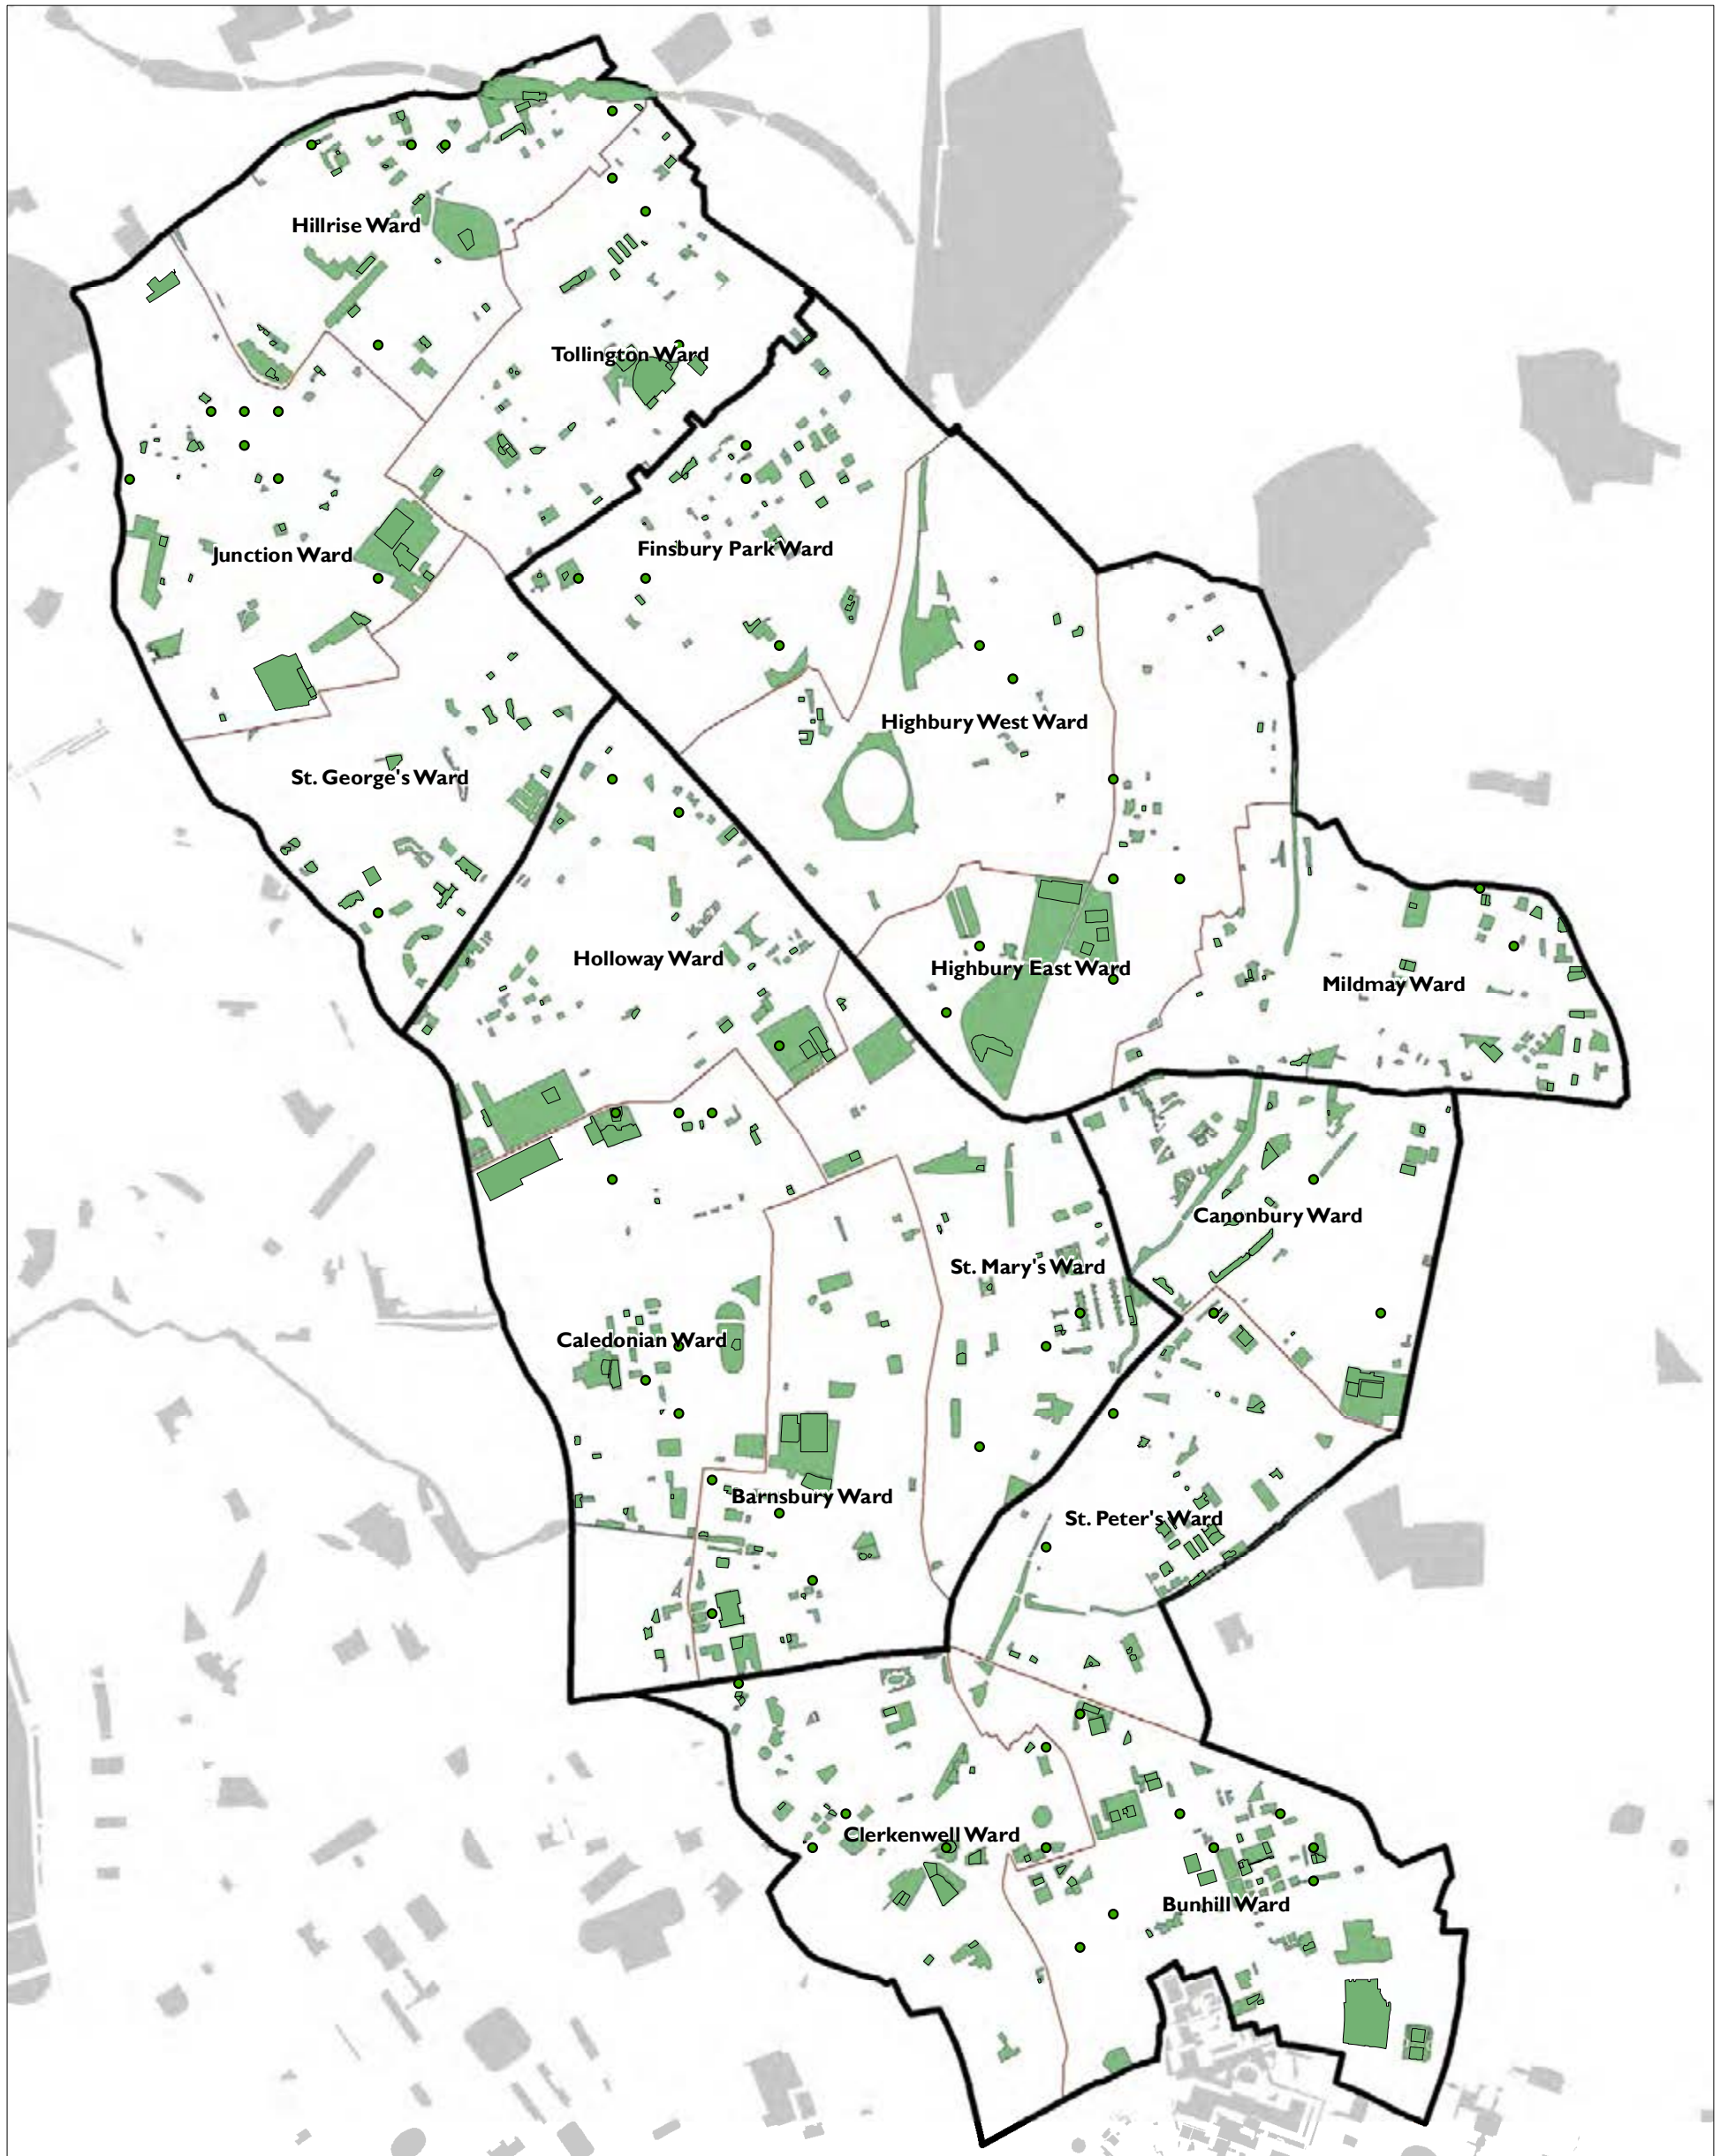 Hillrise Ward
Tollington Ward
Junction Ward
Finsbury Park Ward
Highbury West Ward
St. George's Ward
Holloway Ward
Highbury East Ward
Mildmay Ward
Canonbury Ward
St. Mary's Ward
Caledonian Ward
Barnsbury Ward
St. Peter's Ward
Clerkenwell Ward
Bunhill Ward